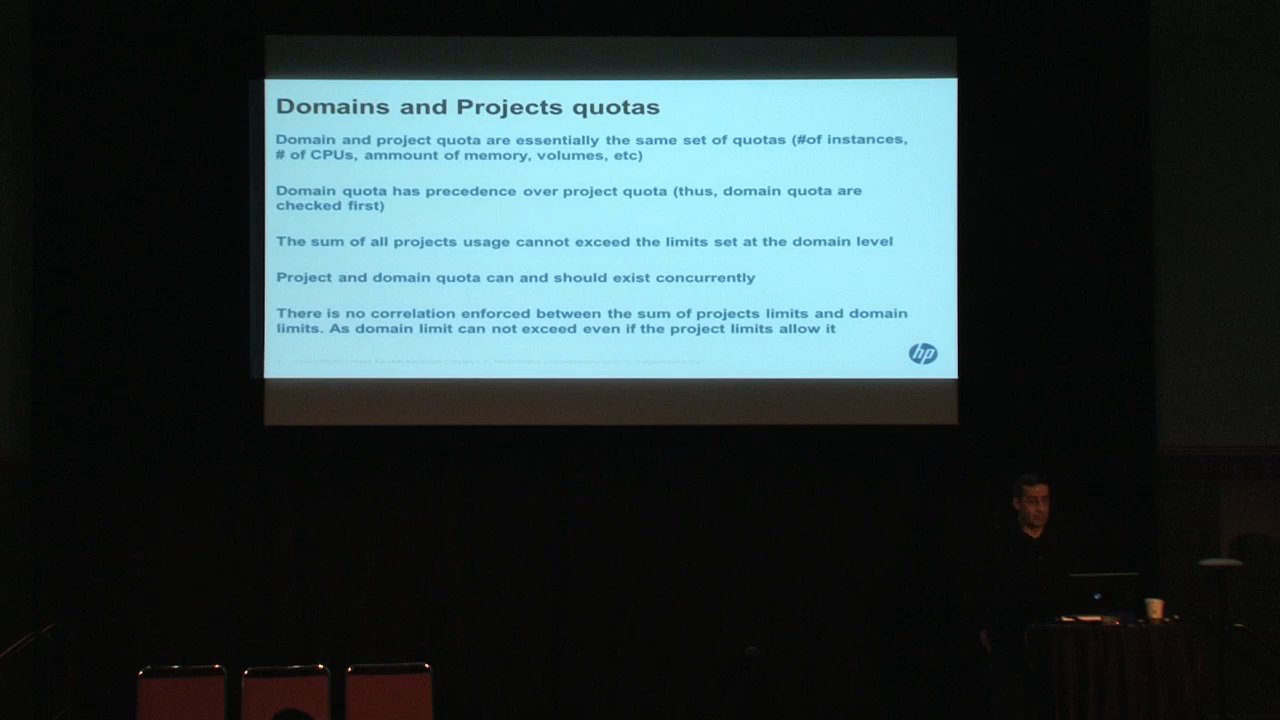 Domains and Projects quotas
Domain and project quota are essentially the same set of quotas (#of instances,
# of CPUs, ammount of memory, volumes, etc)
Domain quota has precedence over project quota (thus, domain quota are
checked first)
The sum of all projects usage cannot exceed the limits set at the domain level
Project and domain quota can and should exist concurrently
There is no correlation enforced between the sum of projects limits and domain
limits. As domain limit can not exceed even if the project limits allow it
hp